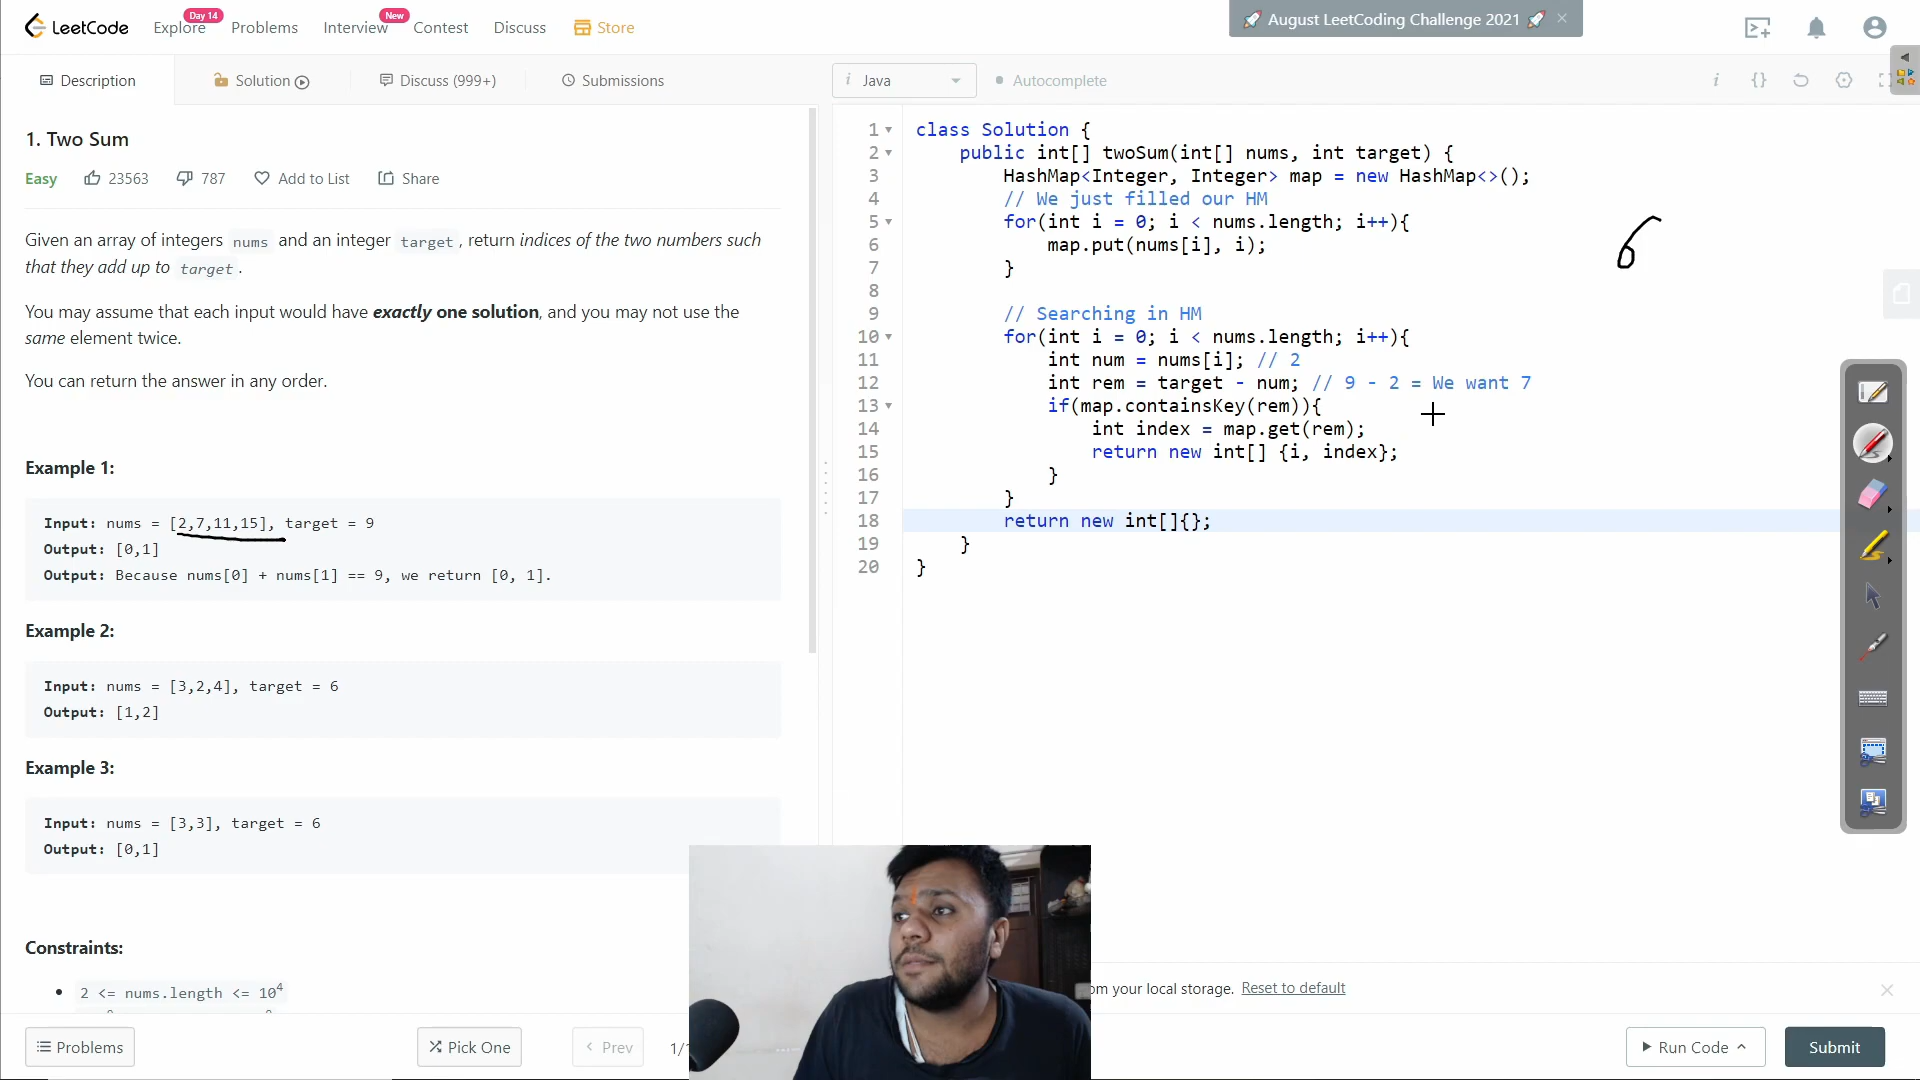 LeetCode
Explore
Day 14
Problems
Interview
New
Contest
Discuss
Store
🚀 August LeetCoding Challenge 2021 🚀 ×
Description
Solution
Discuss (999+)
Submissions
i Java
Autocomplete
1. Two Sum
Easy 23563 787 Add to List Share
Given an array of integers nums and an integer target, return indices of the two numbers such
that they add up to target.
You may assume that each input would have exactly one solution, and you may not use the
same element twice.
You can return the answer in any order.
Example 1:
Input: nums = [2,7,11,15], target = 9
Output: [0,1]
Output: Because nums[0] + nums[1] == 9, we return [0, 1].
Example 2:
Input: nums = [3,2,4], target = 6
Output: [1,2]
Example 3:
Input: nums = [3,3], target = 6
Output: [0,1]
Constraints:
• 2 <= nums.length <= 10^4
Problems
Pick One
< Prev
1/
1 class Solution {
2 public int[] twoSum(int[] nums, int target) {
3 HashMap<Integer, Integer> map = new HashMap<>();
4 // We just filled our HM
5 for(int i = 0; i < nums.length; i++){
6 map.put(nums[i], i);
7 }
8
9 // Searching in HM
10 for(int i = 0; i < nums.length; i++){
11 int num = nums[i]; // 2
12 int rem = target - num; // 9 - 2 = We want 7
13 if(map.containsKey(rem)){
14 int index = map.get(rem);
15 return new int[] {i, index};
16 }
17 }
18 return new int[]{};
19 }
20 }
6
om your local storage. Reset to default
Run Code
Submit